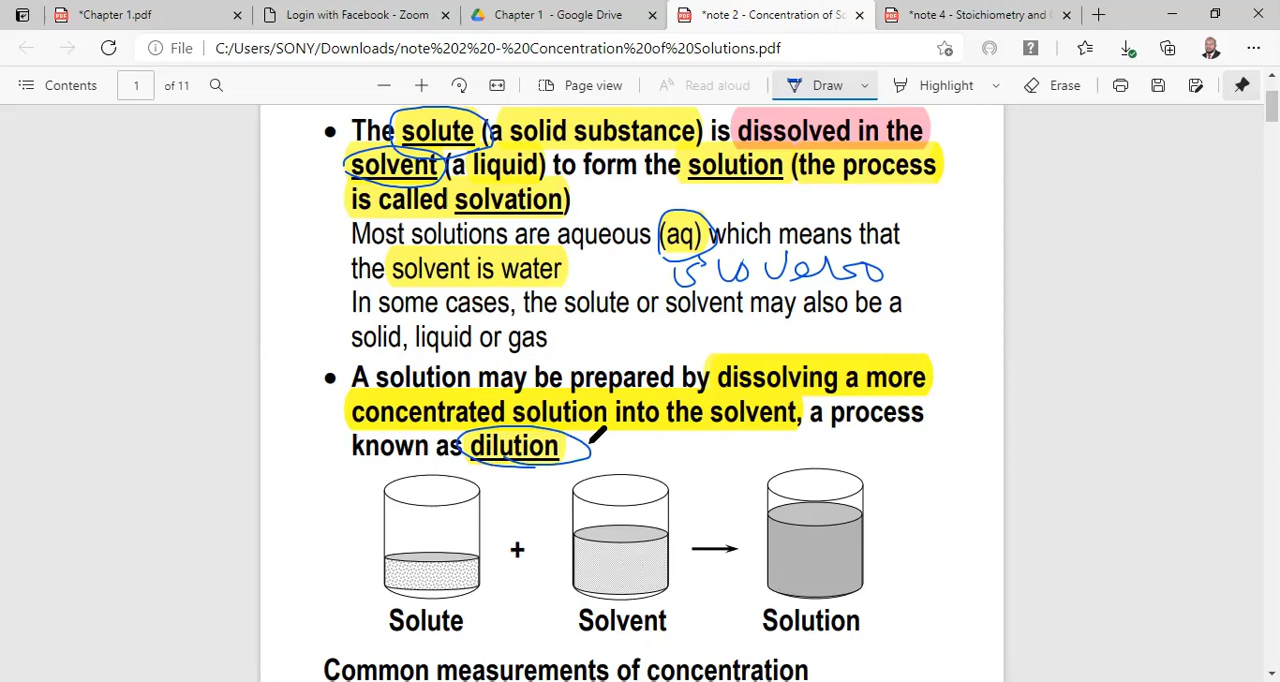 *Chapter 1.pdf
Login with Facebook - Zoom
Chapter 1 - Google Drive
*note 2 - Concentration of So
*note 4 - Stoichiometry and
File
C:/Users/SONY/Downloads/note%202%20-%20Concentration%20of%20Solutions.pdf
Contents
1 of 11
Page view
Read aloud
Draw
Highlight
Erase
• The solute (a solid substance) is dissolved in the
solvent (a liquid) to form the solution (the process
is called solvation)
Most solutions are aqueous (aq) which means that
the solvent is water
In some cases, the solute or solvent may also be a
solid, liquid or gas
• A solution may be prepared by dissolving a more
concentrated solution into the solvent, a process
known as dilution
+
Solute Solvent Solution
Common measurements of concentration